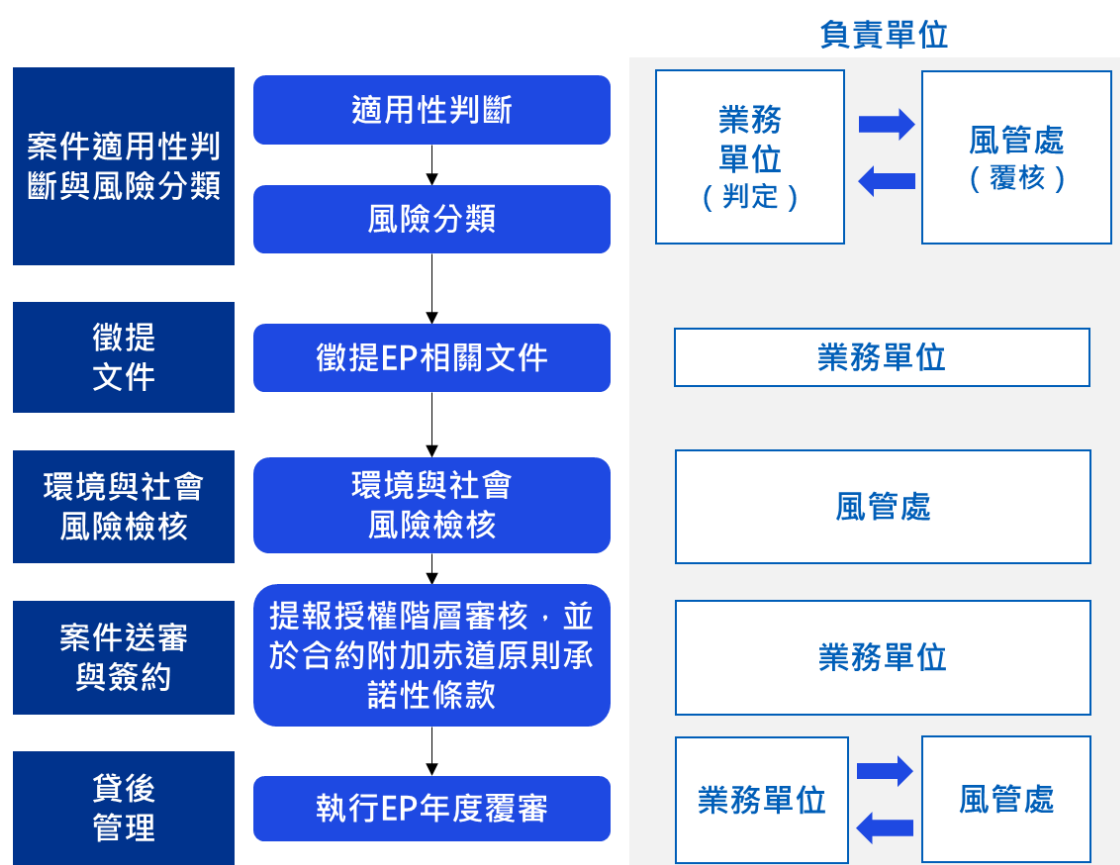 負責單位
案件適用性判
斷與風險分類
適用性判斷
風險分類
業務
單位
(判定)
風管處
(覆核)
徵提
文件
徵提EP相關文件
業務單位
環境與社會
風險檢核
環境與社會
風險檢核
風管處
案件送審
與簽約
提報授權階層審核，並
於合約附加赤道原則承
諾性條款
業務單位
貸後
管理
執行EP年度覆審
業務單位
風管處